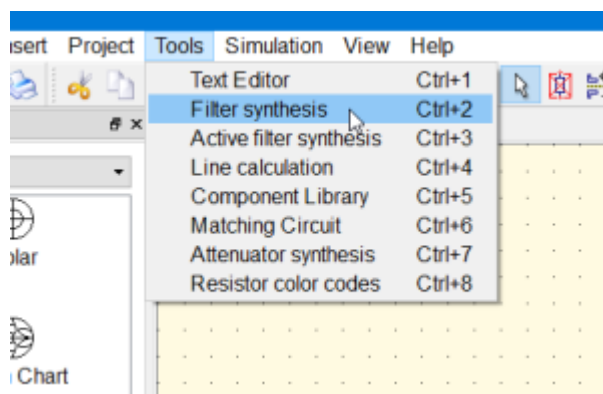 nsert Project Tools Simulation View Help
Text Editor Ctrl+1
Filter synthesis Ctrl+2
Active filter synthesis Ctrl+3
Line calculation Ctrl+4
Component Library Ctrl+5
Matching Circuit Ctrl+6
Attenuator synthesis Ctrl+7
Resistor color codes Ctrl+8
olar
Chart